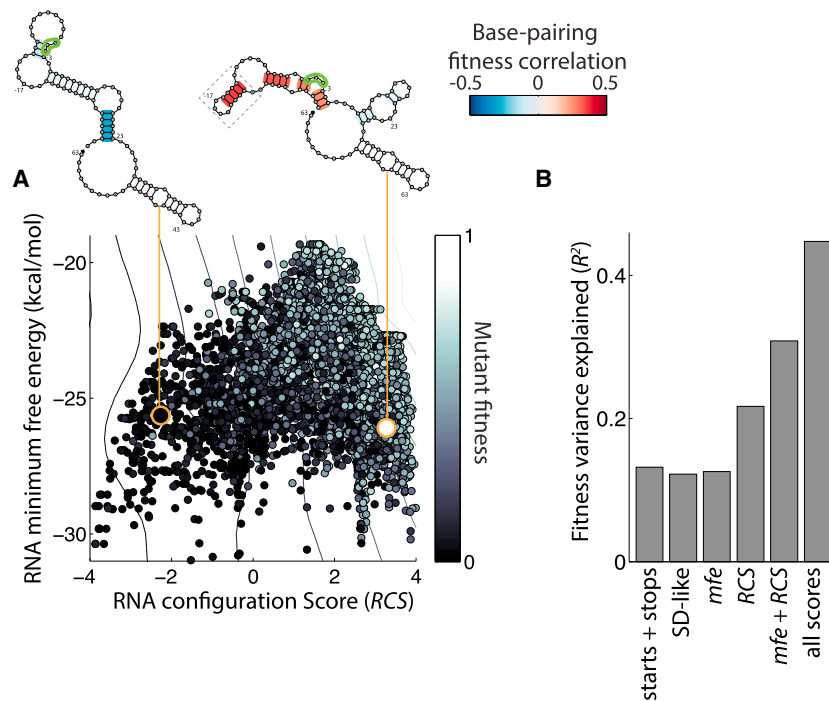 Base-pairing
fitness correlation
-0.5 0 0.5
-3
-17
23
63
43
-17
3
63
23
63
A
B
RNA minimum free energy (kcal/mol)
−20
−25
−30
−4 −2 0 2 4
RNA configuration Score (RCS)
1
0
Mutant fitness
Fitness variance explained (R²)
0.4
0.2
0
starts + stops
SD-like
mfe
RCS
mfe + RCS
all scores